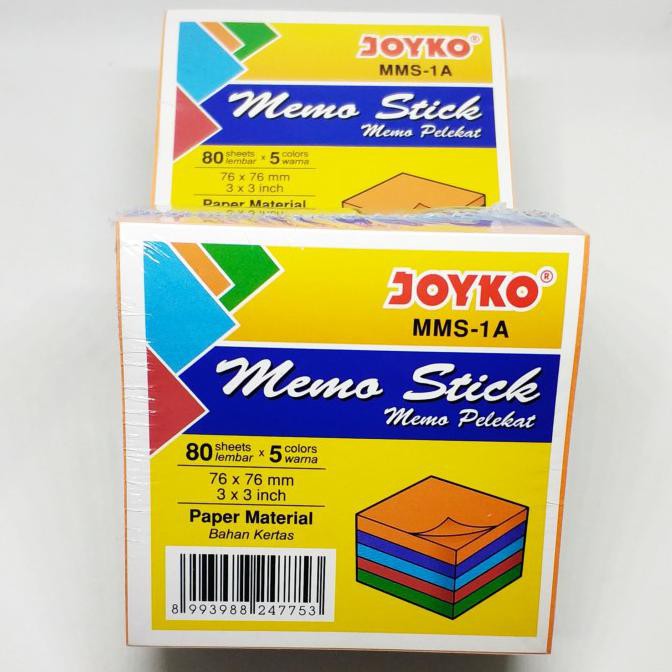 JOYKO®
MMS-1A
Memo Stick
Memo Pelekat
80 sheets lembar x 5 colors warna
76 x 76 mm
3 x 3 inch
Paper Material
JOYKO®
MMS-1A
Memo Stick
Memo Pelekat
80 sheets lembar x 5 colors warna
76 x 76 mm
3 x 3 inch
Paper Material
Bahan Kertas
8 993988 247753